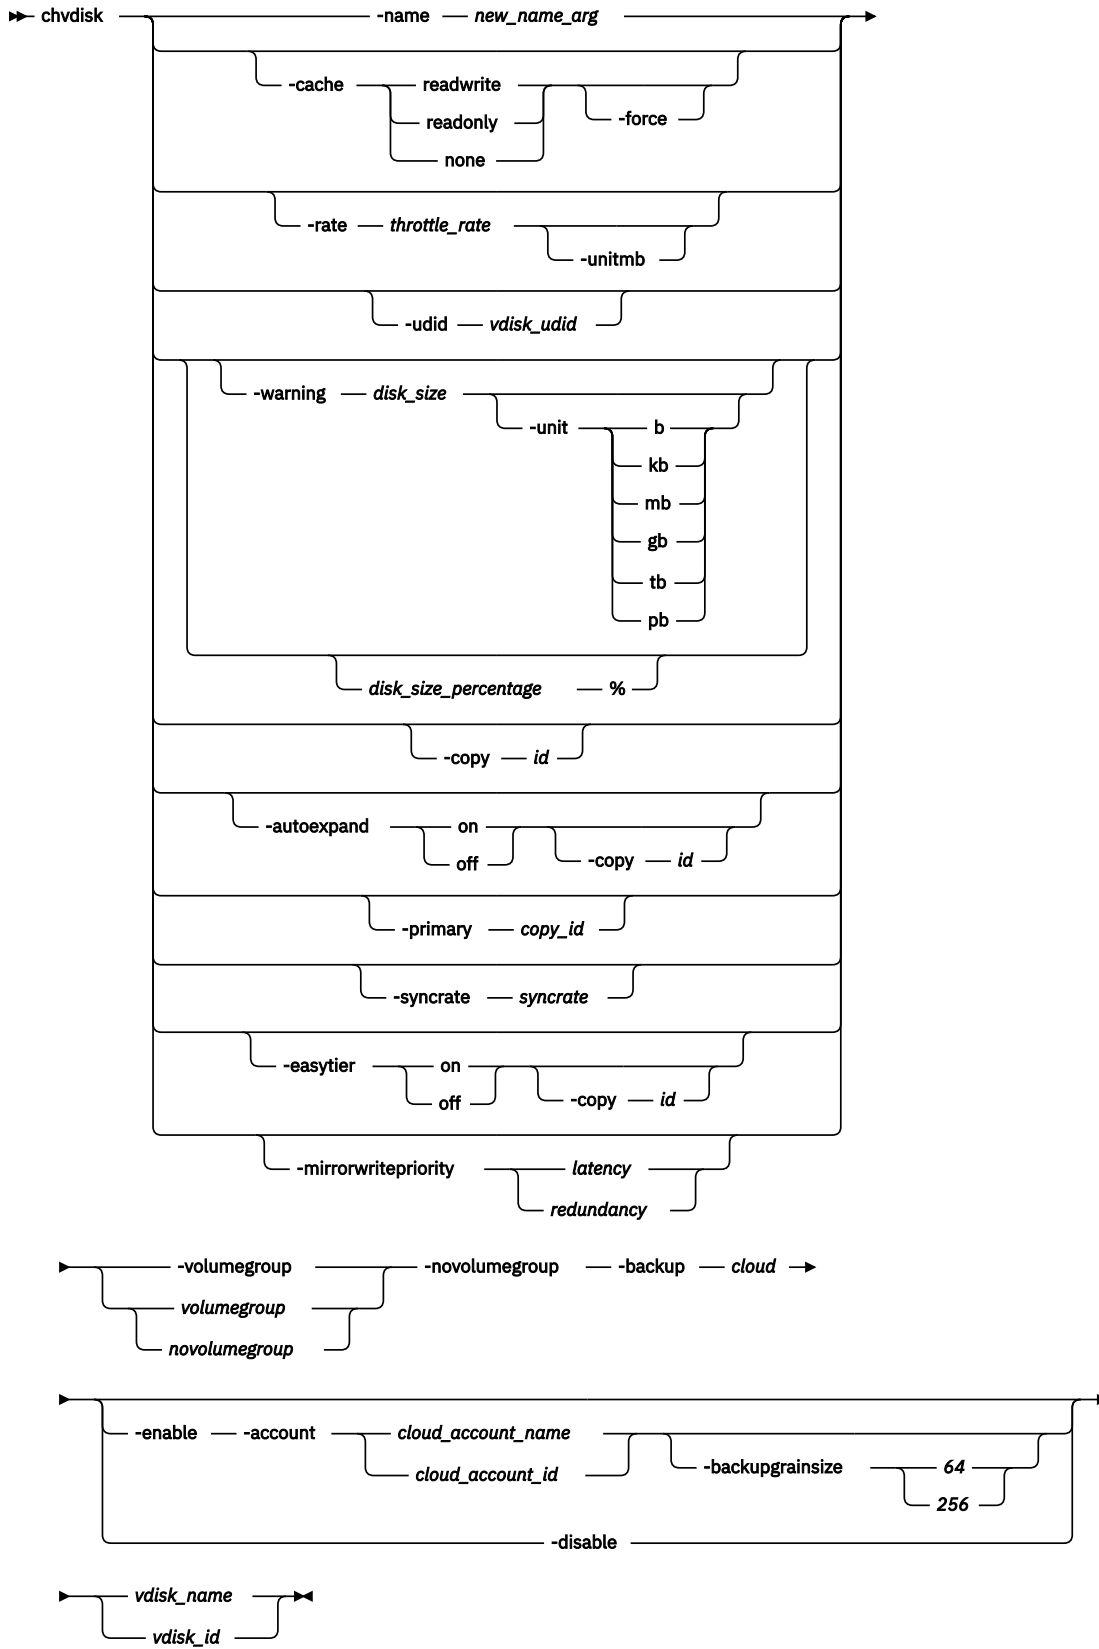 chvdisk -name new_name_arg
-cache readwrite
readonly -force
none
-rate throttle_rate
-unitmb
-udid vdisk_udid
-warning disk_size
-unit b
kb
mb
gb
tb
pb
disk_size_percentage %
-copy id
-autoexpand on
off -copy id
-primary copy_id
-syncrate syncrate
-easytier on
off -copy id
-mirrorwritepriority latency
redundancy
-volumegroup -novolumegroup -backup cloud
volumegroup
novolumegroup
-enable -account cloud_account_name
cloud_account_id -backupgrainsize 64
256
-disable
vdisk_name
vdisk_id